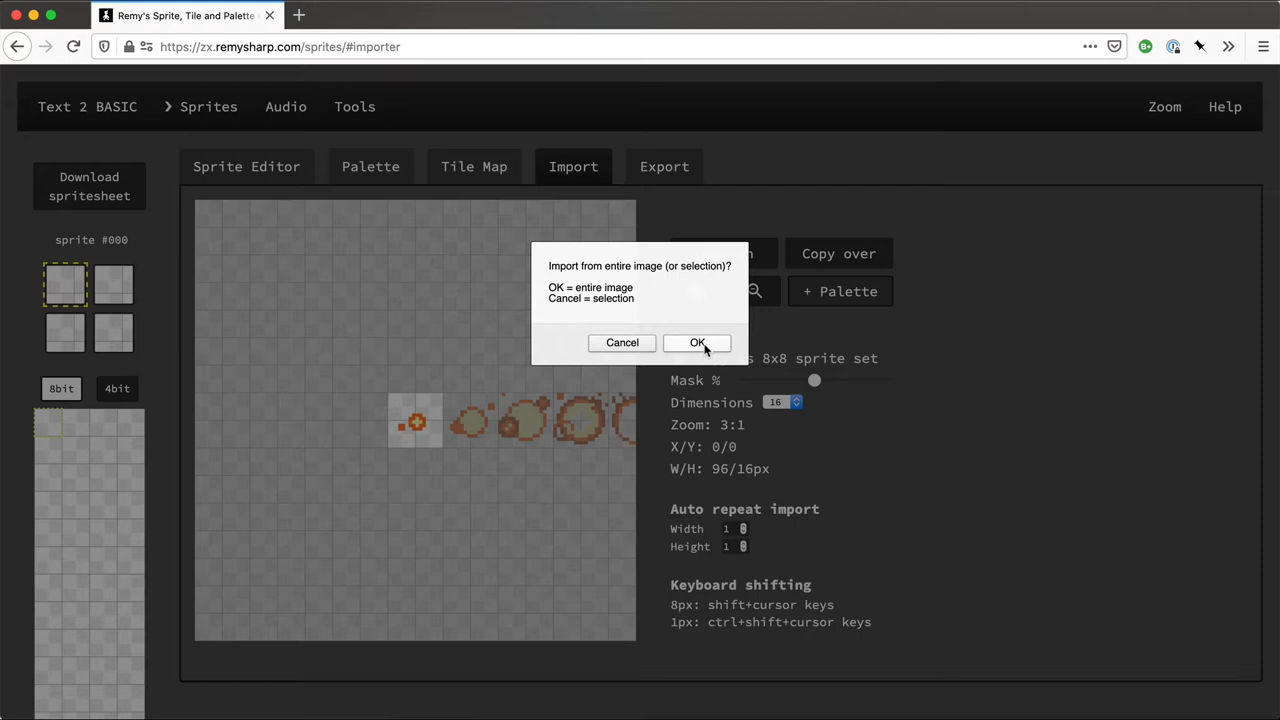 Remy's Sprite, Tile and Palette
https://zx.remysharp.com/sprites/#importer
Text 2 BASIC
Sprites
Audio
Tools
Zoom
Help
Download
spritesheet
Sprite Editor
Palette
Tile Map
Import
Export
sprite #000
8bit
4bit
Import from entire image (or selection)?
OK = entire image
Cancel = selection
Cancel
OK
Copy over
+ Palette
8x8 sprite set
Mask %
Dimensions 16
Zoom: 3:1
X/Y: 0/0
W/H: 96/16px
Auto repeat import
Width 1
Height 1
Keyboard shifting
8px: shift+cursor keys
1px: ctrl+shift+cursor keys